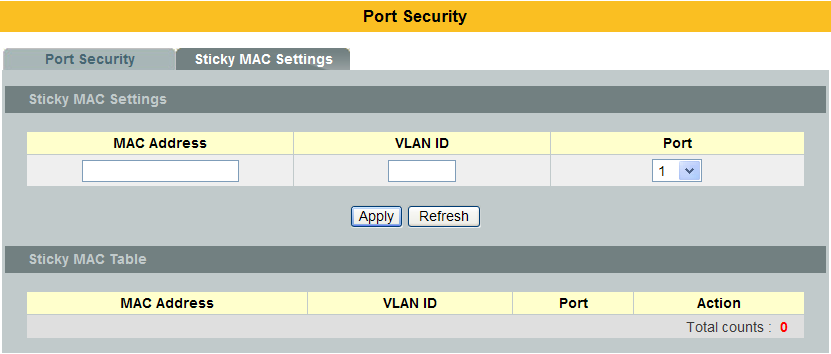 Port Security
Port Security Sticky MAC Settings
Sticky MAC Settings
MAC Address VLAN ID Port
1
Apply Refresh
Sticky MAC Table
MAC Address VLAN ID Port Action
Total counts : 0